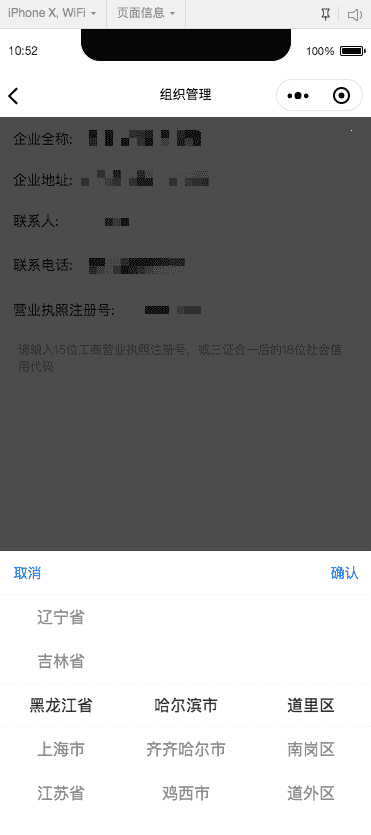 iPhone X, WiFi 页面信息
10:52 100%
组织管理
企业全称:
企业地址:
联系人:
联系电话:
营业执照注册号:
请输入15位工商营业执照注册号，或三证合一后的18位社会信
用代码
取消 确认
辽宁省
吉林省
黑龙江省 哈尔滨市 道里区
上海市 齐齐哈尔市 南岗区
江苏省 鸡西市 道外区